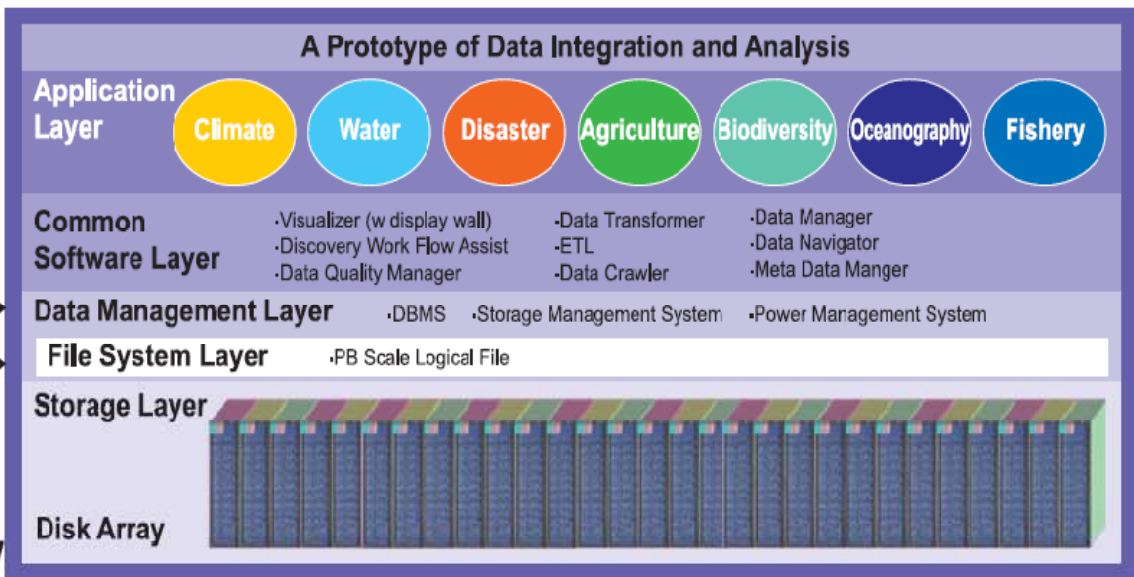 A Prototype of Data Integration and Analysis
Application
Layer
Climate
Water
Disaster
Agriculture
Biodiversity
Oceanography
Fishery
Common
Software Layer
·Visualizer (w display wall)
·Discovery Work Flow Assist
·Data Quality Manager
·Data Transformer
·ETL
·Data Crawler
·Data Manager
·Data Navigator
·Meta Data Manger
Data Management Layer ·DBMS ·Storage Management System ·Power Management System
File System Layer ·PB Scale Logical File
Storage Layer
Disk Array